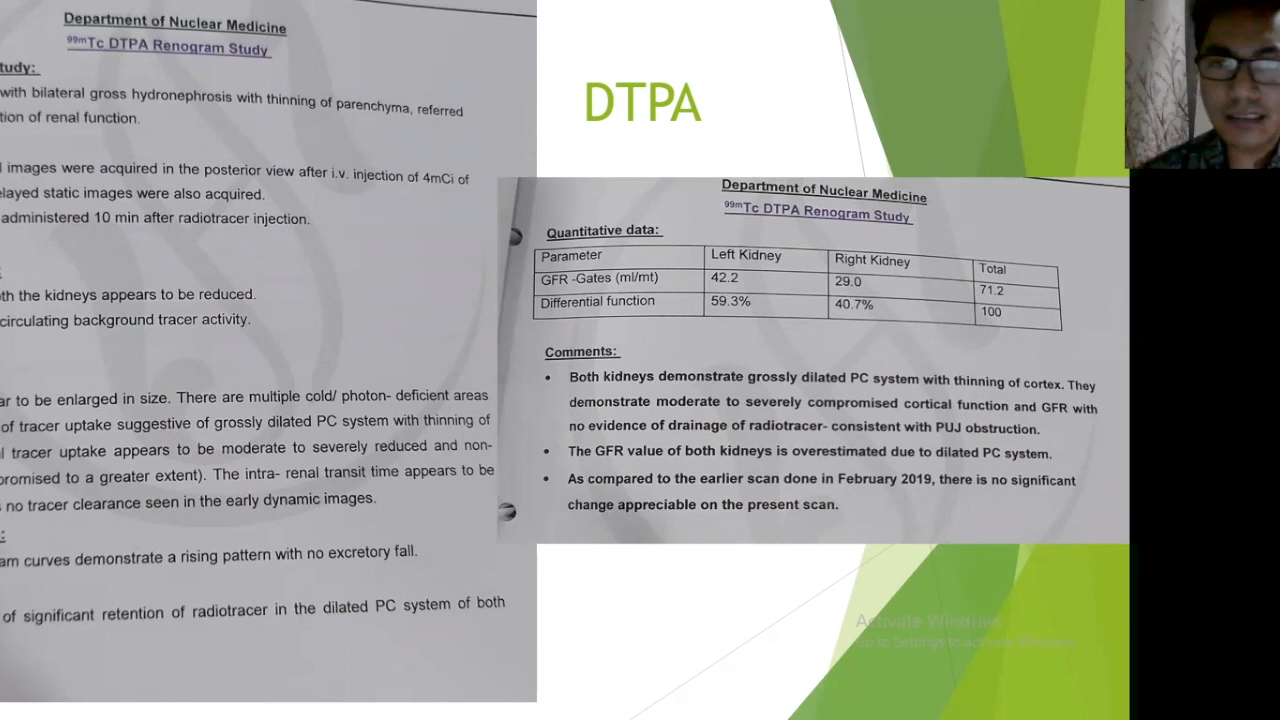 Department of Nuclear Medicine
99mTc DTPA Renogram Study
tudy:
with bilateral gross hydronephrosis with thinning of parenchyma, referred
tion of renal function.
images were acquired in the posterior view after i.v. injection of 4mCi of
elayed static images were also acquired.
administered 10 min after radiotracer injection.
:
th the kidneys appears to be reduced.
circulating background tracer activity.
ar to be enlarged in size. There are multiple cold/ photon- deficient areas
of tracer uptake suggestive of grossly dilated PC system with thinning of
l tracer uptake appears to be moderate to severely reduced and non-
promised to a greater extent). The intra- renal transit time appears to be
no tracer clearance seen in the early dynamic images.
:
am curves demonstrate a rising pattern with no excretory fall.
of significant retention of radiotracer in the dilated PC system of both
DTPA
Department of Nuclear Medicine
99mTc DTPA Renogram Study
Quantitative data:
Parameter Left Kidney Right Kidney Total
GFR -Gates (ml/mt) 42.2 29.0 71.2
Differential function 59.3% 40.7% 100
Comments:
• Both kidneys demonstrate grossly dilated PC system with thinning of cortex. They
demonstrate moderate to severely compromised cortical function and GFR with
no evidence of drainage of radiotracer- consistent with PUJ obstruction.
• The GFR value of both kidneys is overestimated due to dilated PC system.
• As compared to the earlier scan done in February 2019, there is no significant
change appreciable on the present scan.
Activate Windows
Go to Settings to activate Windows.